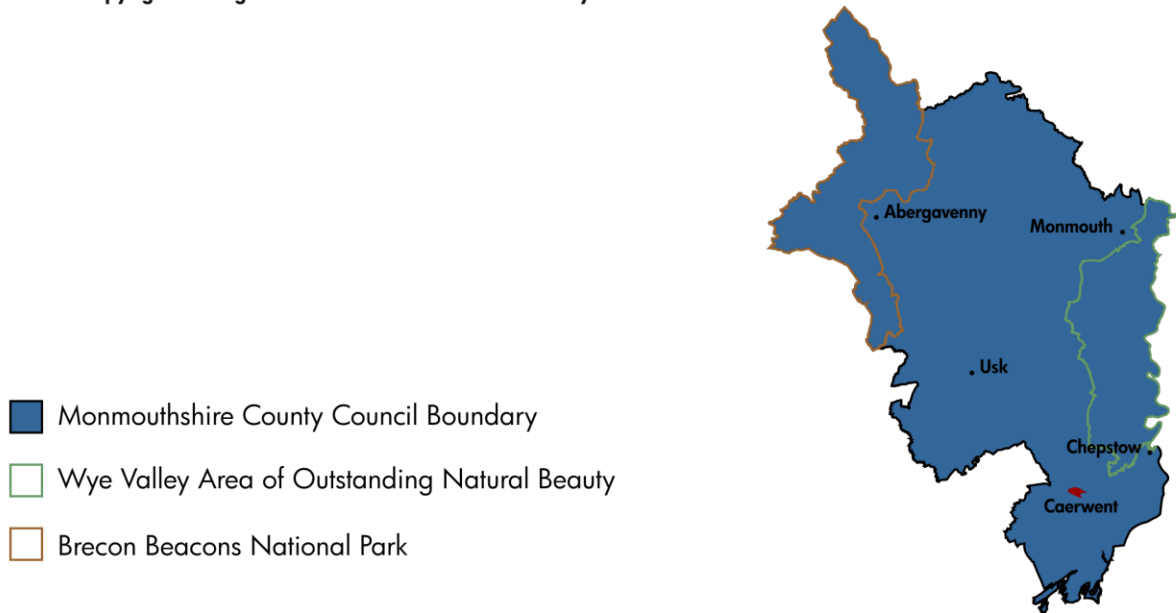 Abergavenny
Monmouth
Usk
Monmouthshire County Council Boundary
Chepstow
Wye Valley Area of Outstanding Natural Beauty
Caerwent
Brecon Beacons National Park